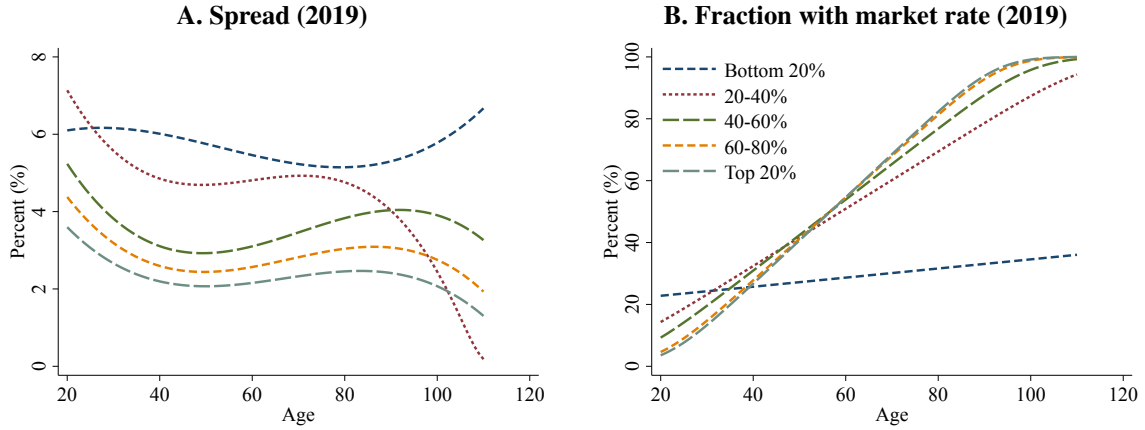 A. Spread (2019)
Percent (%)
8
6
4
2
0
20 40 60 80 100 120
Age
B. Fraction with market rate (2019)
Percent (%)
100
80
60
40
20
0
Bottom 20%
20-40%
40-60%
60-80%
Top 20%
20 40 60 80 100 120
Age